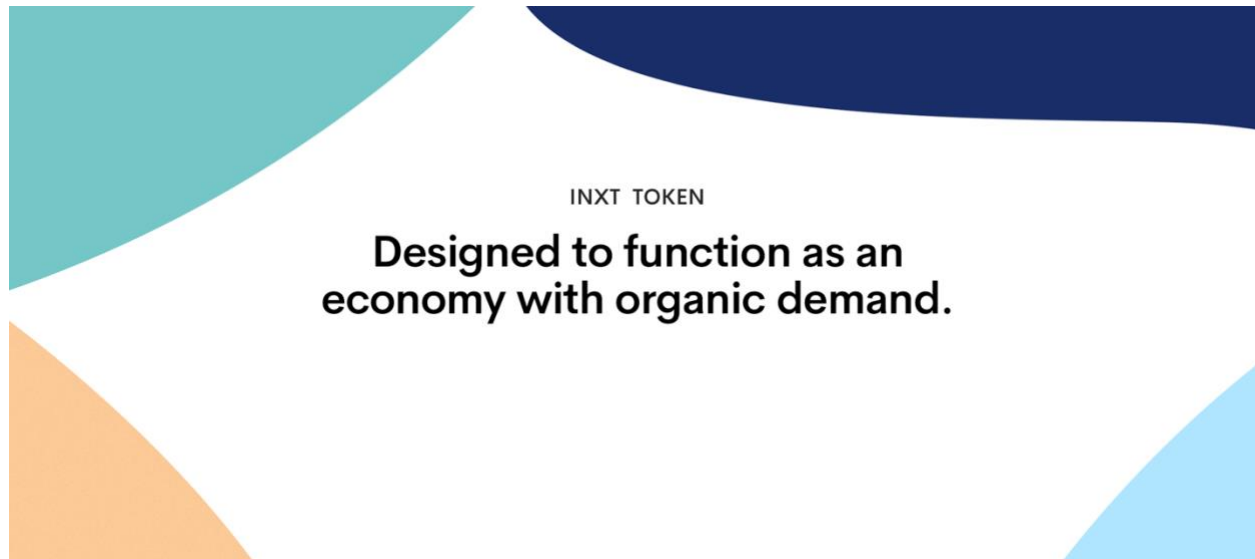 INXT TOKEN
Designed to function as an
economy with organic demand.